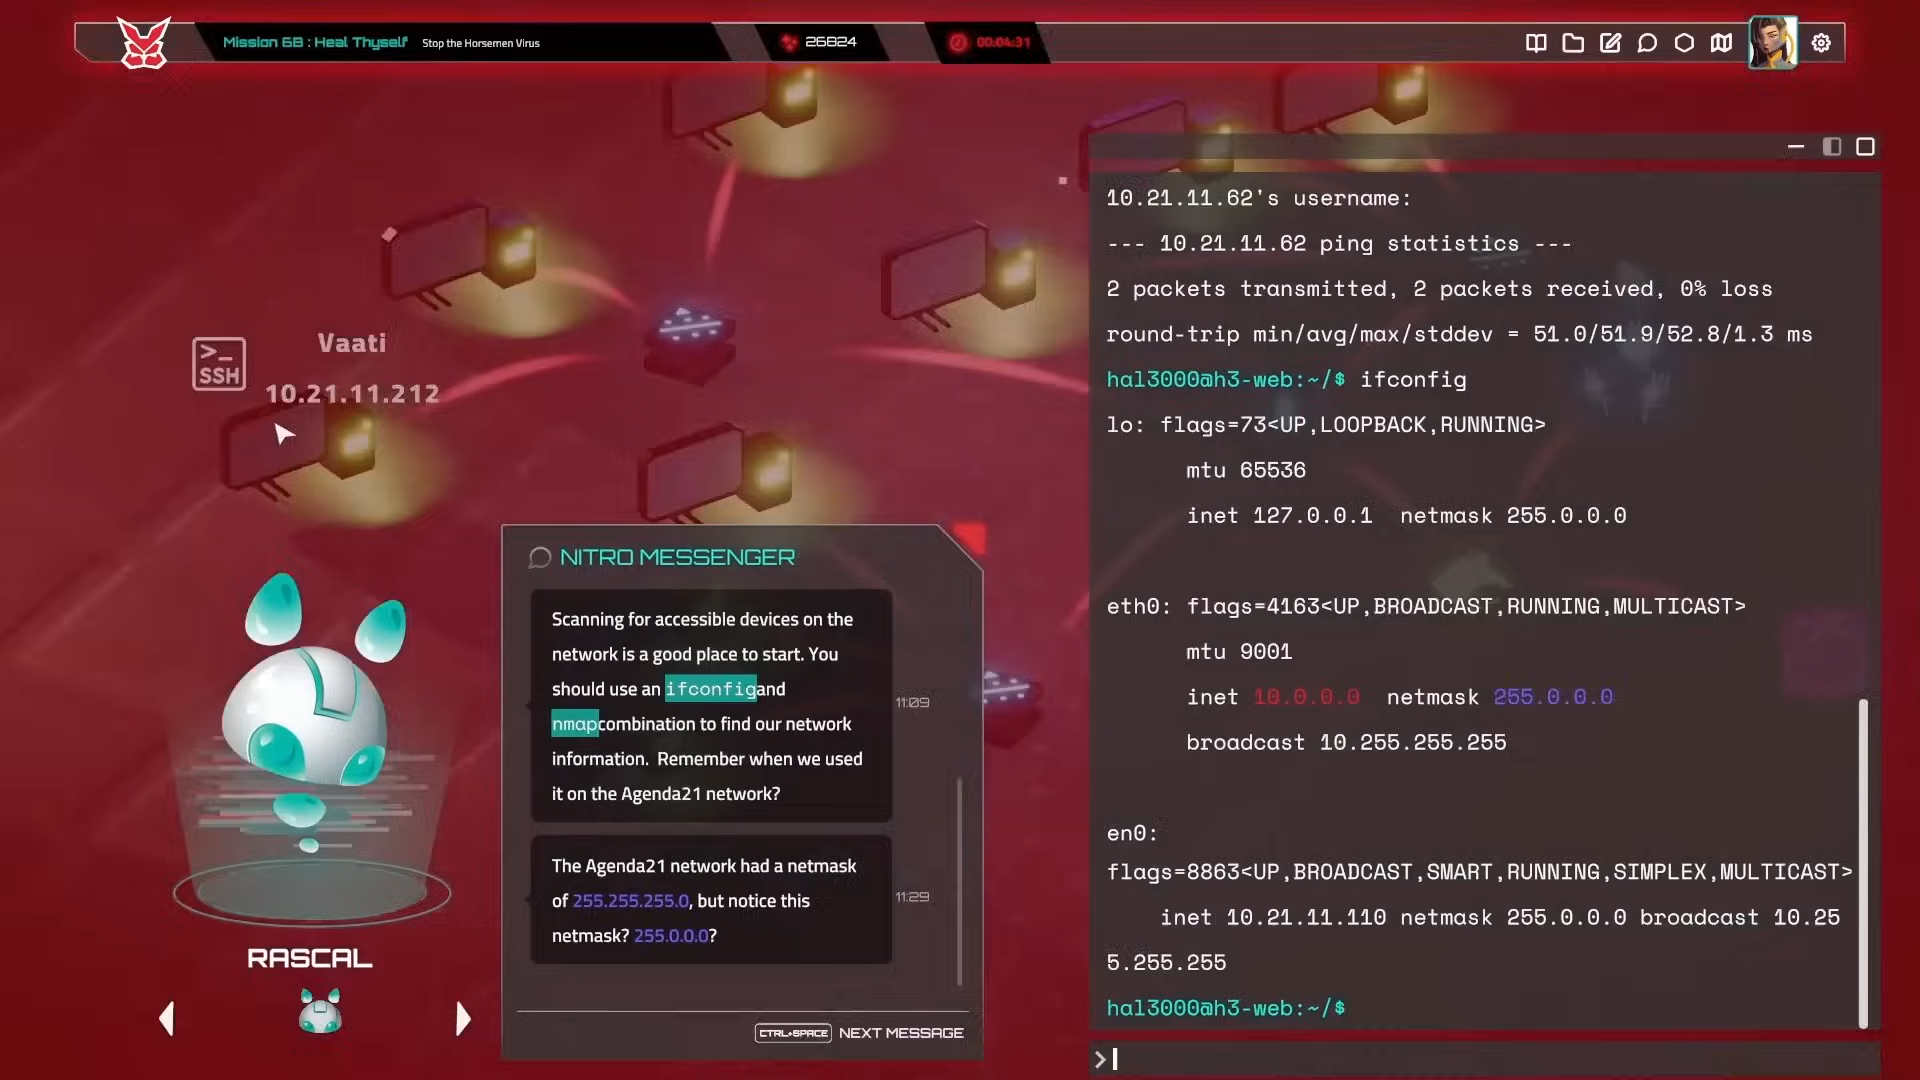 Mission 6B : Heal Thyself Stop the Horsemen Virus
26824
00:04:31
10.21.11.62's username:
--- 10.21.11.62 ping statistics ---
2 packets transmitted, 2 packets received, 0% loss
round-trip min/avg/max/stddev = 51.0/51.9/52.8/1.3 ms
hal3000@h3-web:~/$ ifconfig
lo: flags=73<UP,LOOPBACK,RUNNING>
mtu 65536
inet 127.0.0.1 netmask 255.0.0.0
eth0: flags=4163<UP,BROADCAST,RUNNING,MULTICAST>
mtu 9001
inet 10.0.0.0 netmask 255.0.0.0
broadcast 10.255.255.255
en0:
flags=8863<UP,BROADCAST,SMART,RUNNING,SIMPLEX,MULTICAST>
inet 10.21.11.110 netmask 255.0.0.0 broadcast 10.25
5.255.255
hal3000@h3-web:~/$
>
>_
SSH
Vaati
10.21.11.212
NITRO MESSENGER
Scanning for accessible devices on the
network is a good place to start. You
should use an ifconfigand
nmapcombination to find our network
information. Remember when we used
it on the Agenda21 network?
11:09
The Agenda21 network had a netmask
of 255.255.255.0, but notice this
netmask? 255.0.0.0?
11:29
CTRL+SPACE NEXT MESSAGE
RASCAL